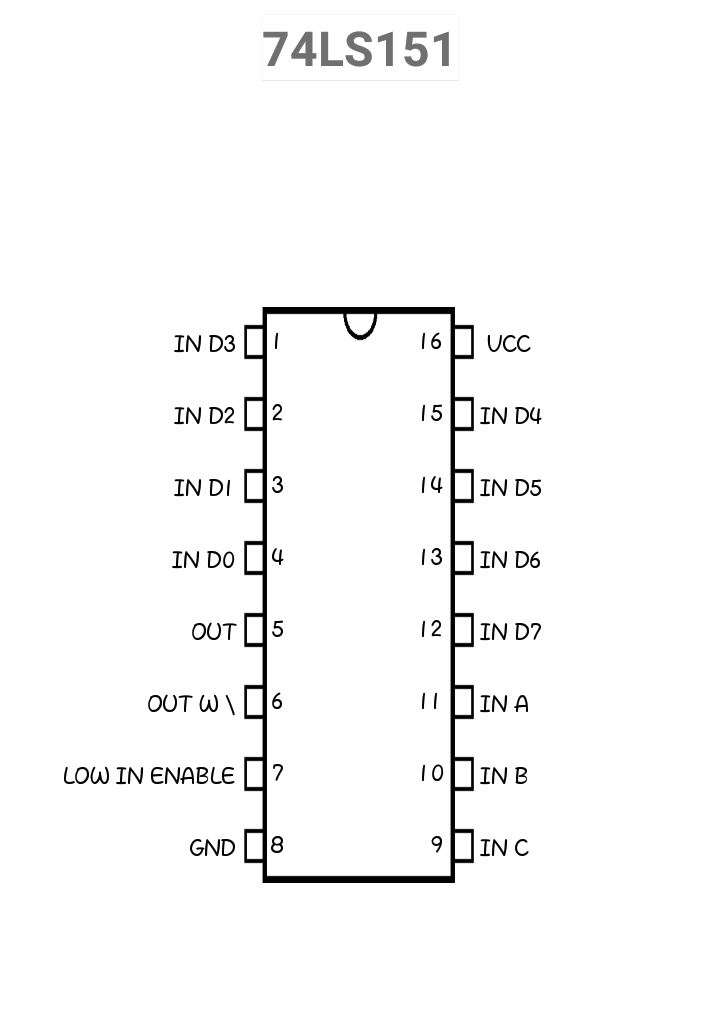 74LS151
IN D3 1 16 VCC
IN D2 2 15 IN D4
IN D1 3 14 IN D5
IN D0 4 13 IN D6
OUT 5 12 IN D7
OUT W \ 6 11 IN A
LOW IN ENABLE 7 10 IN B
GND 8 9 IN C